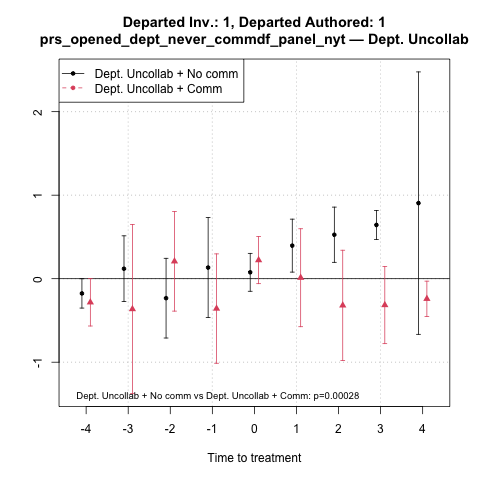 Departed Inv.: 1, Departed Authored: 1
prs_opened_dept_never_commdf_panel_nyt — Dept. Uncollab
Dept. Uncollab + No comm
Dept. Uncollab + Comm
2
1
0
-1
Dept. Uncollab + No comm vs Dept. Uncollab + Comm: p=0.00028
-4 -3 -2 -1 0 1 2 3 4
Time to treatment